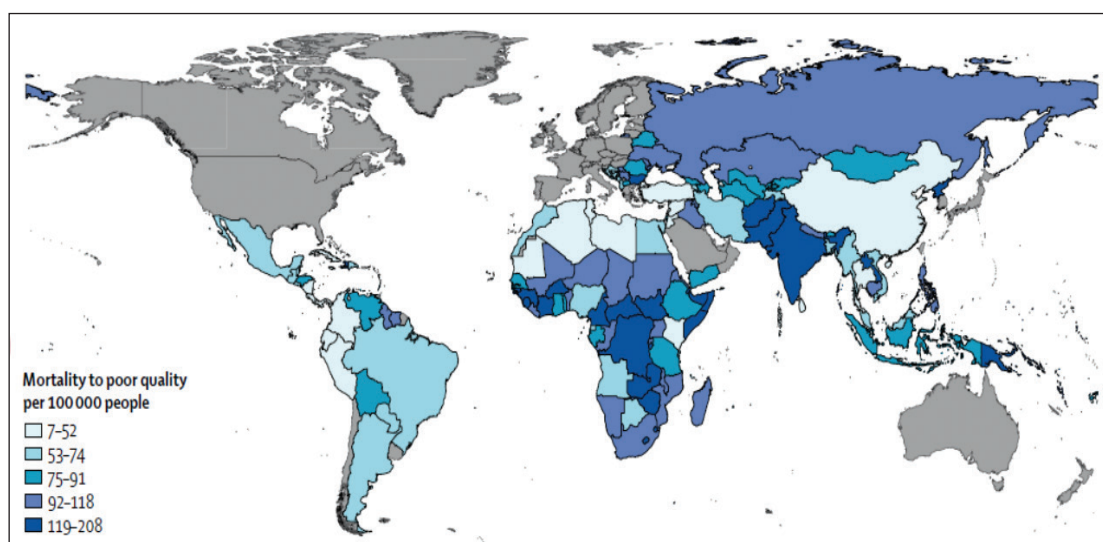 Mortality to poor quality
per 100 000 people
7–52
53–74
75–91
92–118
119–208